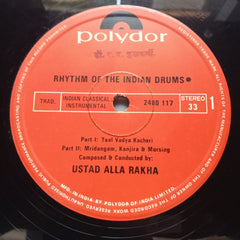 polydor
RHYTHM OF THE INDIAN DRUMS
TRAD.
INDIAN CLASSICAL
INSTRUMENTAL
2480 117
STEREO
33
1
Part I: Taal Vadya Kacheri
Part II: Mridangam, Kanjira & Morsing
Composed & Conducted by:
USTAD ALLA RAKHA
MADE IN INDIA BY POLYDOR OF INDIA LIMITED.